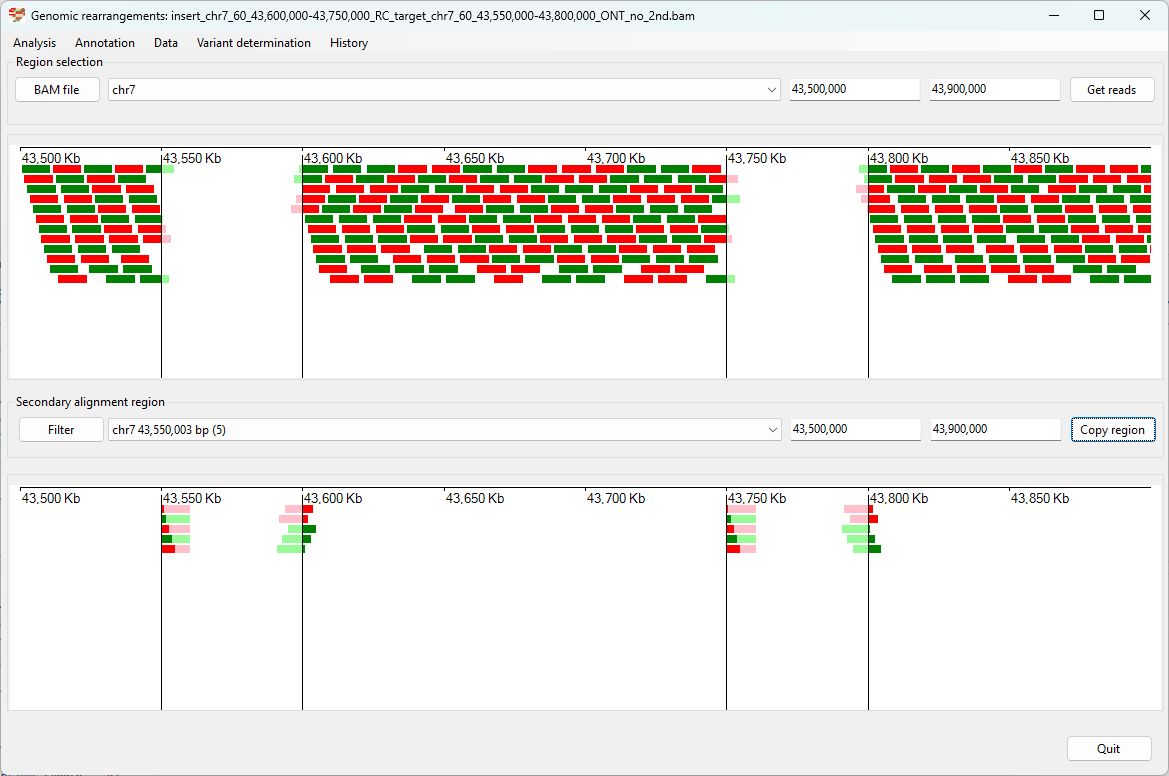 Genomic rearrangements: insert_chr7_60_43,600,000-43,750,000_RC_target_chr7_60_43,550,000-43,800,000_ONT_no_2nd.bam
Analysis Annotation Data Variant determination History
Region selection
BAM file chr7 43,500,000 43,900,000 Get reads
43,500 Kb 43,550 Kb 43,600 Kb 43,650 Kb 43,700 Kb 43,750 Kb 43,800 Kb 43,850 Kb
Secondary alignment region
Filter chr7 43,550,003 bp (5) 43,500,000 43,900,000 Copy region
43,500 Kb 43,550 Kb 43,600 Kb 43,650 Kb 43,700 Kb 43,750 Kb 43,800 Kb 43,850 Kb
Quit